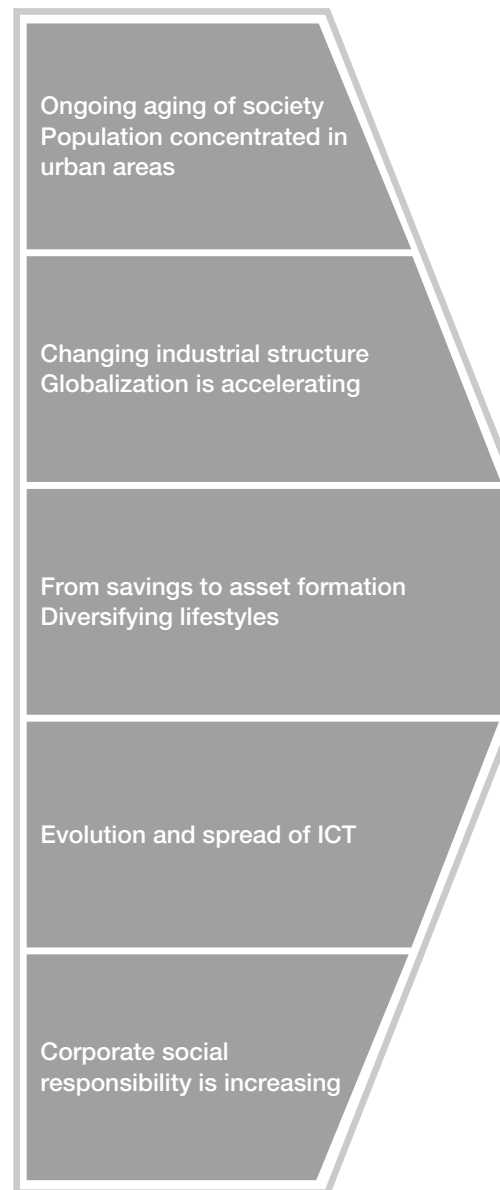 Ongoing aging of society
Population concentrated in
urban areas
Changing industrial structure
Globalization is accelerating
From savings to asset formation
Diversifying lifestyles
Evolution and spread of ICT
Corporate social
responsibility is increasing